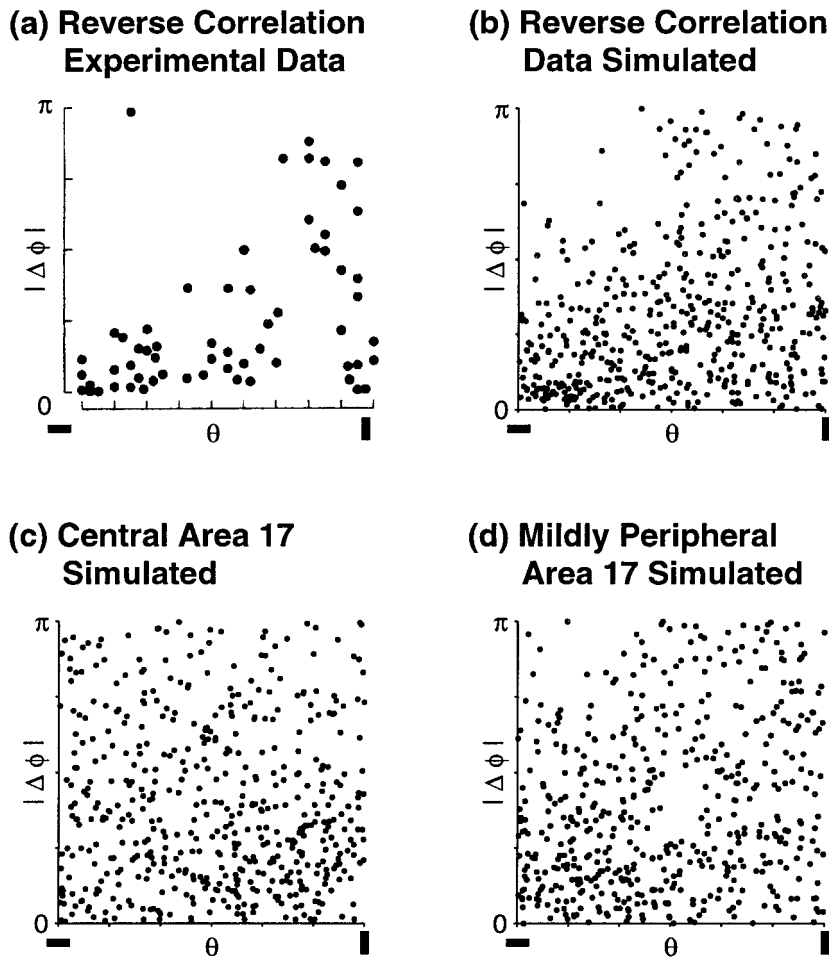 (a) Reverse Correlation
Experimental Data
π
|Δϕ|
0
θ
(b) Reverse Correlation
Data Simulated
π
|Δϕ|
0
θ
(c) Central Area 17
Simulated
π
|Δϕ|
0
θ
(d) Mildly Peripheral
Area 17 Simulated
π
|Δϕ|
0
θ